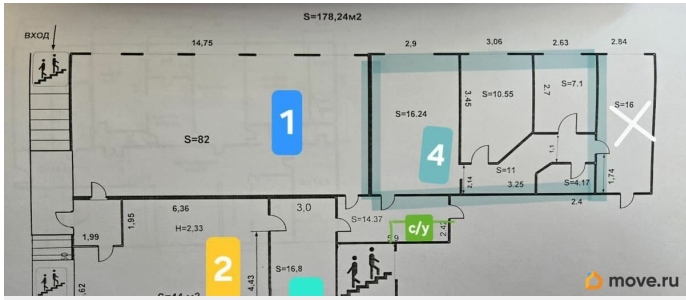 S=178,24м2
ВХОД
14,75
2,9
3,06
2.63
2.84
1
S=82
S=16.24
3.45
S=10.55
2.7
S=7.1
S=16
4
1.1
S=11
2.14
3.25
S=4.17
1,74
2.4
6,36
3,0
S=14.37
1,95
H=2,33
1,99
с/у
2.42
2
S=16,8
4,43
move.ru